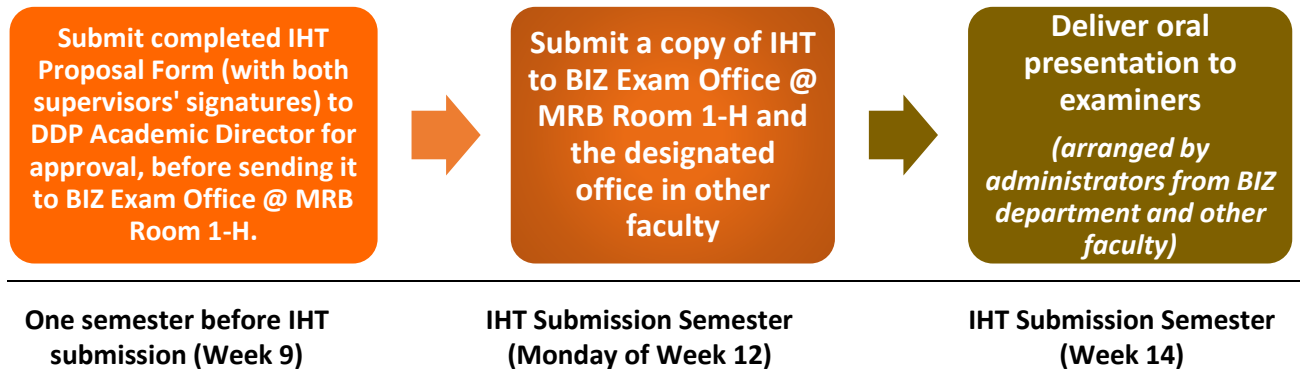 Submit completed IHT
Proposal Form (with both
supervisors' signatures) to
DDP Academic Director for
approval, before sending it
to BIZ Exam Office @ MRB
Room 1-H.
Submit a copy of IHT
to BIZ Exam Office @
MRB Room 1-H and
the designated
office in other
faculty
Deliver oral
presentation to
examiners
(arranged by
administrators from BIZ
department and other
faculty)
One semester before IHT
submission (Week 9)
IHT Submission Semester
(Monday of Week 12)
IHT Submission Semester
(Week 14)